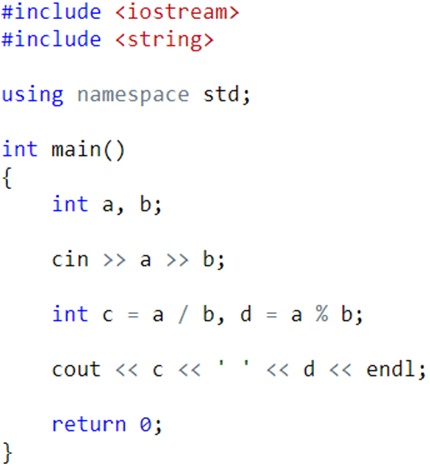 #include <iostream>
#include <string>
using namespace std;
int main()
{
int a, b;
cin >> a >> b;
int c = a / b, d = a % b;
cout << c << ' ' << d << endl;
return 0;
}